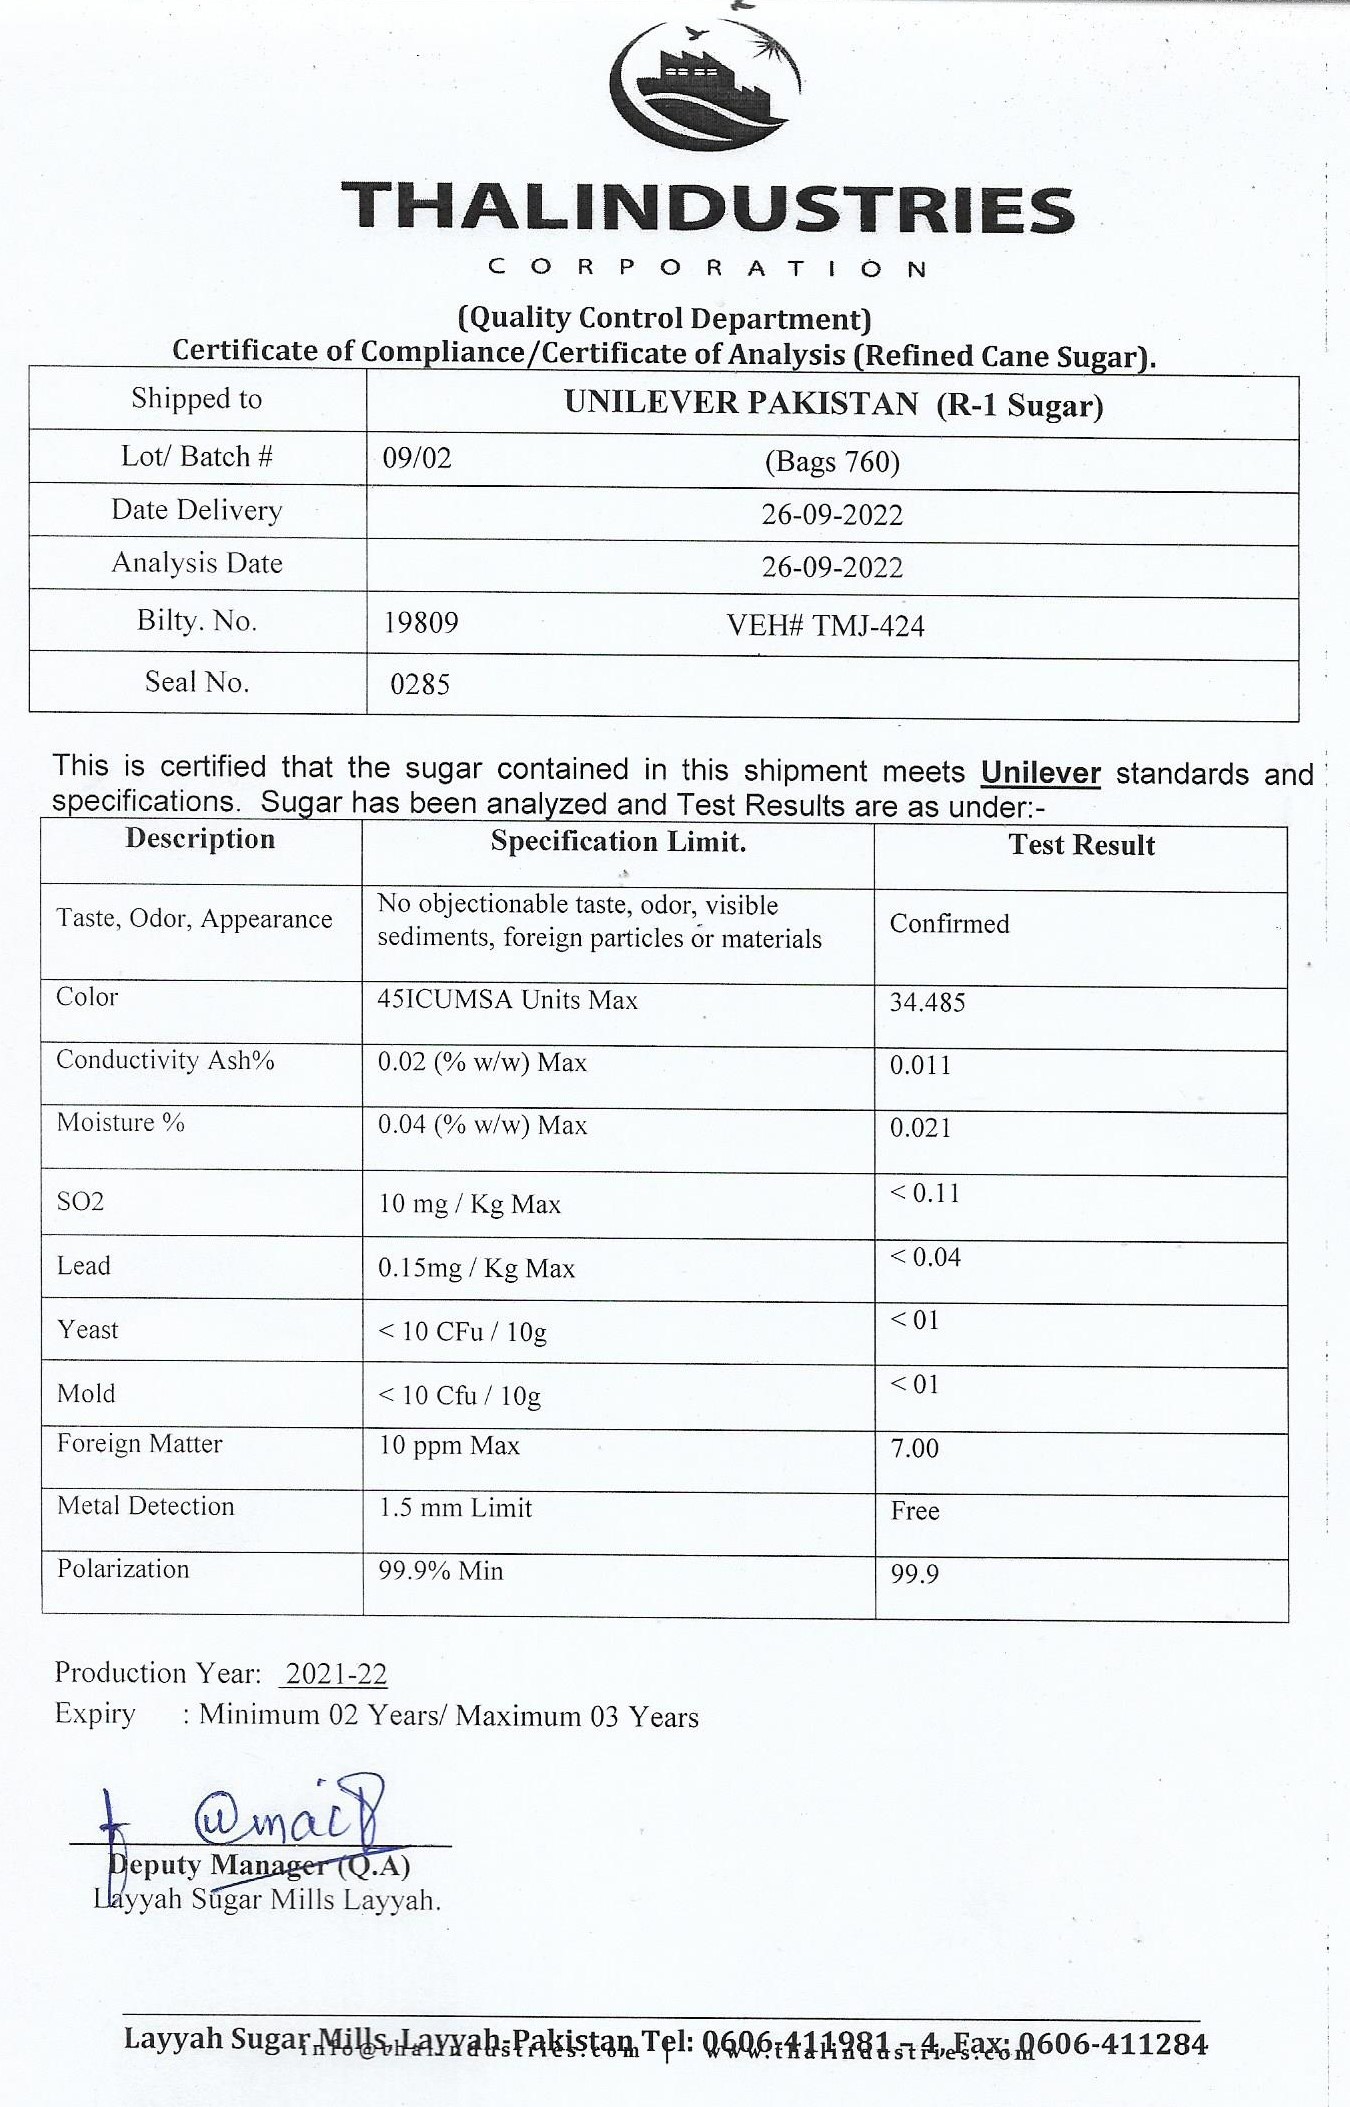 THALINDUSTRIES
CORPORATION
(Quality Control Department)
Certificate of Compliance/Certificate of Analysis (Refined Cane Sugar).
Shipped to UNILEVER PAKISTAN (R-1 Sugar)
Lot/ Batch # 09/02 (Bags 760)
Date Delivery 26-09-2022
Analysis Date 26-09-2022
Bilty. No. 19809 VEH# TMJ-424
Seal No. 0285
This is certified that the sugar contained in this shipment meets Unilever standards and
specifications. Sugar has been analyzed and Test Results are as under:-
Description Specification Limit. Test Result
Taste, Odor, Appearance No objectionable taste, odor, visible
sediments, foreign particles or materials Confirmed
Color 45ICUMSA Units Max 34.485
Conductivity Ash% 0.02 (% w/w) Max 0.011
Moisture % 0.04 (% w/w) Max 0.021
SO2 10 mg / Kg Max < 0.11
Lead 0.15mg / Kg Max < 0.04
Yeast < 10 CFu / 10g < 01
Mold < 10 Cfu / 10g < 01
Foreign Matter 10 ppm Max 7.00
Metal Detection 1.5 mm Limit Free
Polarization 99.9% Min 99.9
Production Year: 2021-22
Expiry : Minimum 02 Years/ Maximum 03 Years
Deputy Manager (Q.A)
Layyah Sugar Mills Layyah.
Layyah Sugar Mills, Layyah-Pakistan Tel: 0606-411981 – 4, Fax: 0606-411284
info@thalindustries.com | www.thalindustries.com